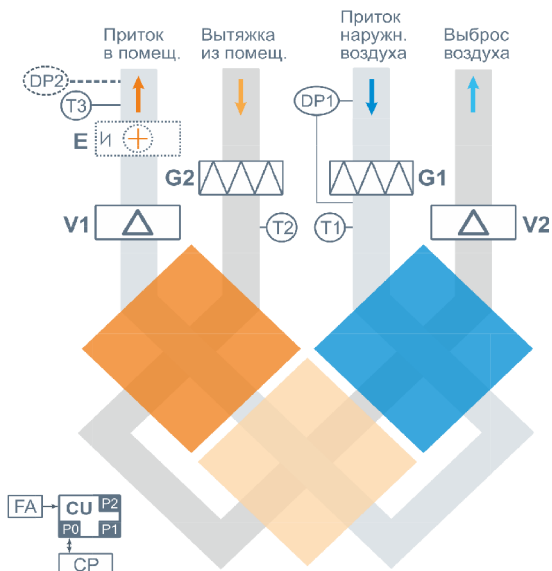 Приток
в помещ.
Вытяжка
из помещ.
Приток
наружн.
воздуха
Выброс
воздуха
DP2
T3
DP1
E
И
G2
G1
V1
T2
T1
V2
FA
CU
P2
P0
P1
CP